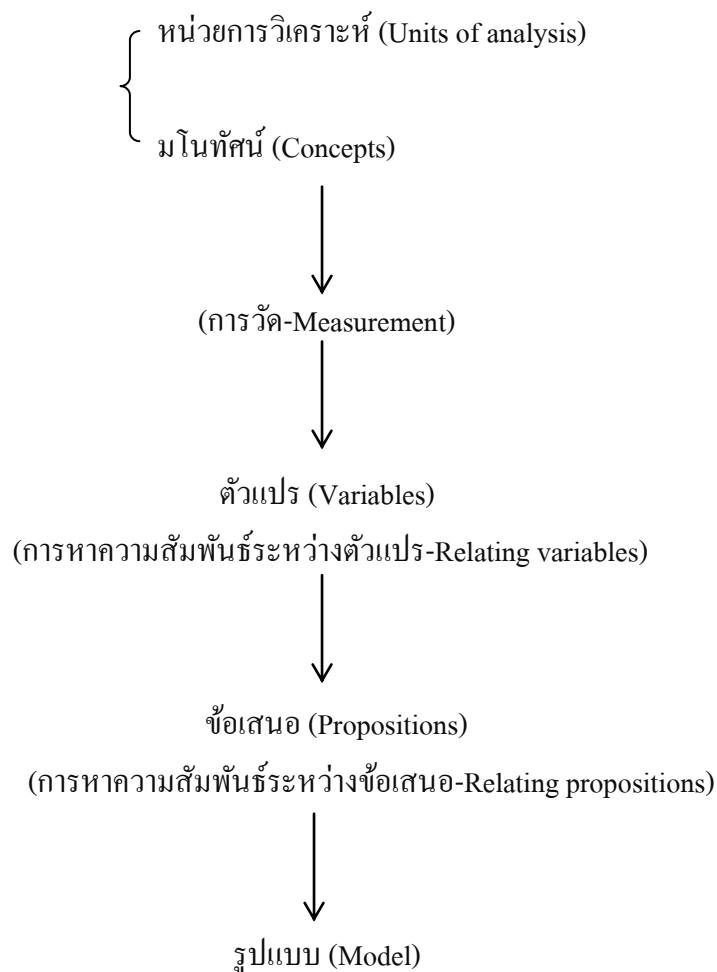 หน่วยการวิเคราะห์ (Units of analysis)
มโนทัศน์ (Concepts)
(การวัด-Measurement)
ตัวแปร (Variables)
(การหาความสัมพันธ์ระหว่างตัวแปร-Relating variables)
ข้อเสนอ (Propositions)
(การหาความสัมพันธ์ระหว่างข้อเสนอ-Relating propositions)
รูปแบบ (Model)